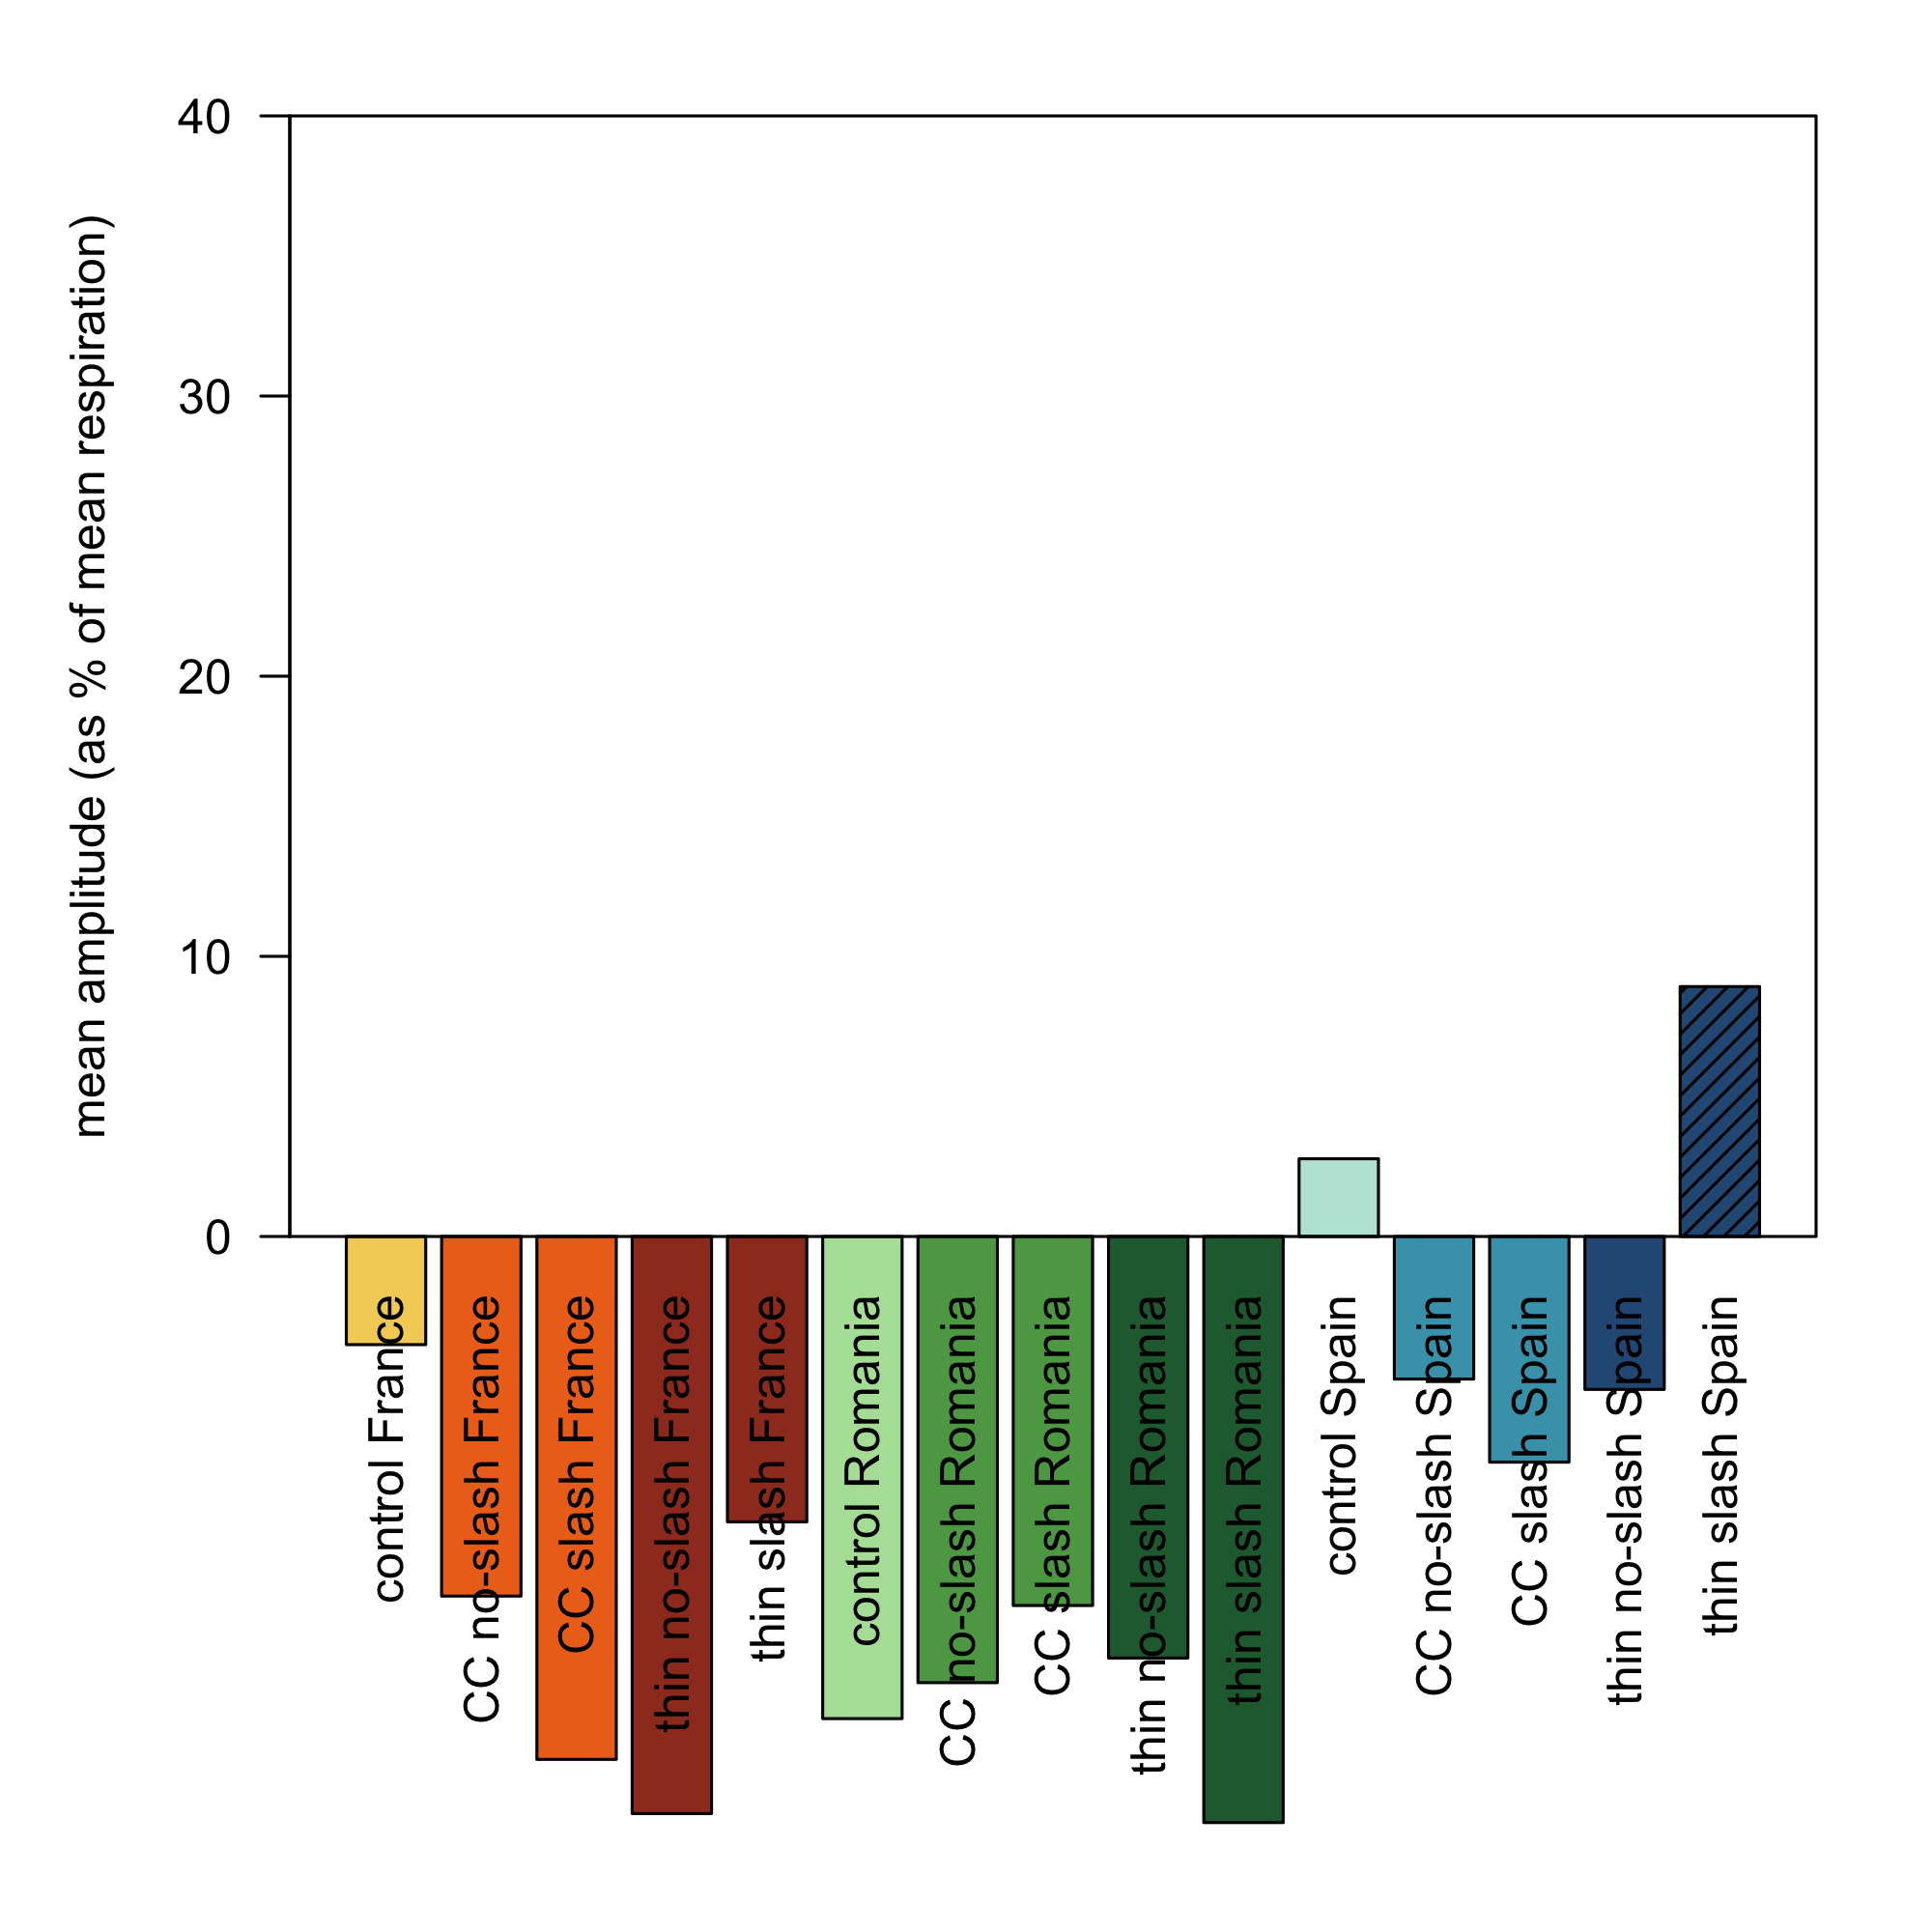 40
30
20
10
0
mean amplitude (as % of mean respiration)
control France
CC no-slash France
CC slash France
thin no-slash France
thin slash France
control Romania
CC no-slash Romania
CC slash Romania
thin no-slash Romania
thin slash Romania
control Spain
CC no-slash Spain
CC slash Spain
thin no-slash Spain
thin slash Spain